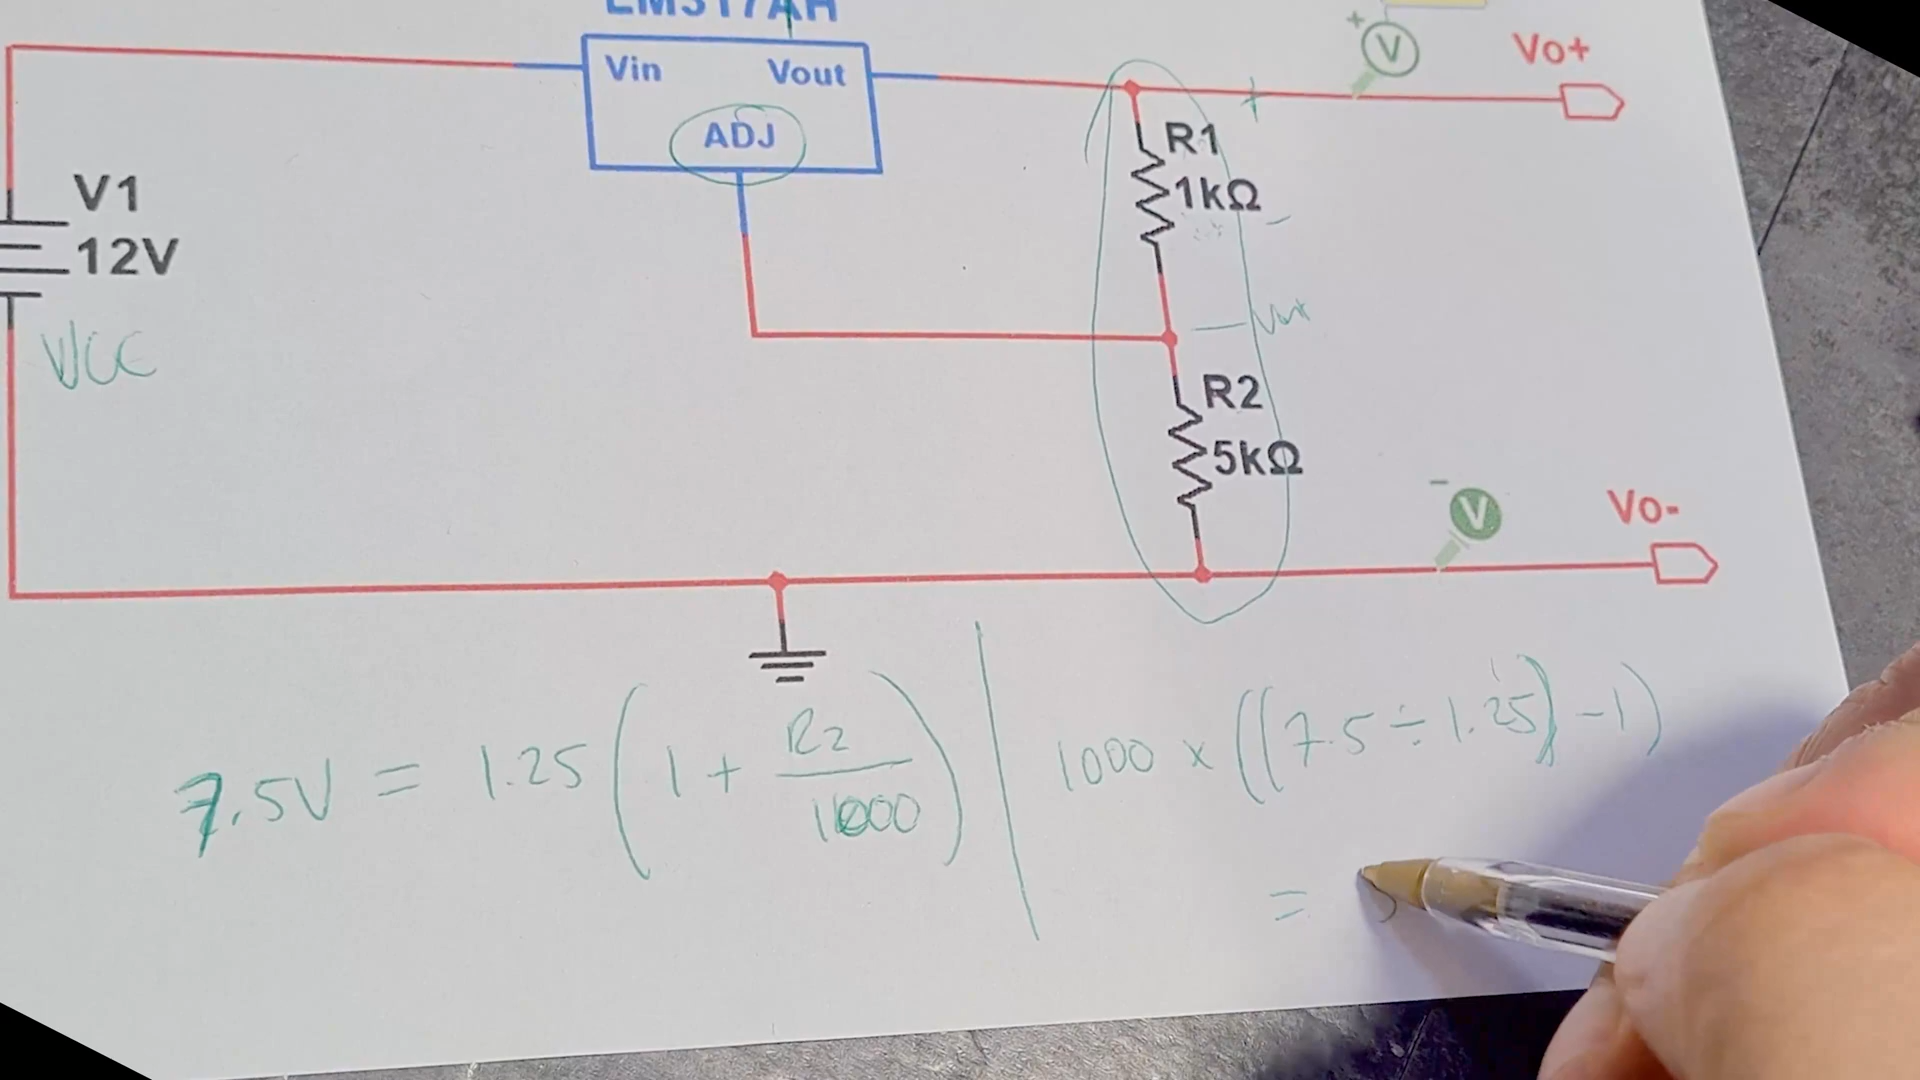 LM317AH
Vin Vout
ADJ
V1
12V
VCC
R1
1kΩ
R2
5kΩ
+
V
Vo+
-
V
Vo-
+
-
7.5V = 1.25 ( 1 + R2 / 1000 )
1000 × ((7.5 ÷ 1.25) - 1)
=